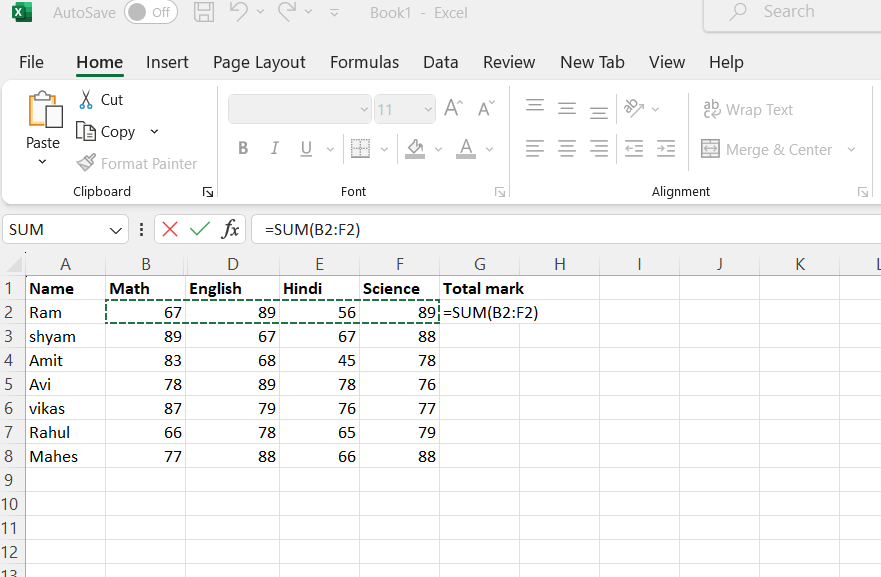 X AutoSave Off Book1 - Excel Search
File Home Insert Page Layout Formulas Data Review New Tab View Help
Cut
11 A^ A˅ ab Wrap Text
Copy
Paste
B I U A Merge & Center
Format Painter
Clipboard Font Alignment
SUM fx =SUM(B2:F2)
A B D E F G H I J K L
1 Name Math English Hindi Science Total mark
2 Ram 67 89 56 89 =SUM(B2:F2)
3 shyam 89 67 67 88
4 Amit 83 68 45 78
5 Avi 78 89 78 76
6 vikas 87 79 76 77
7 Rahul 66 78 65 79
8 Mahes 77 88 66 88
9
10
11
12
13